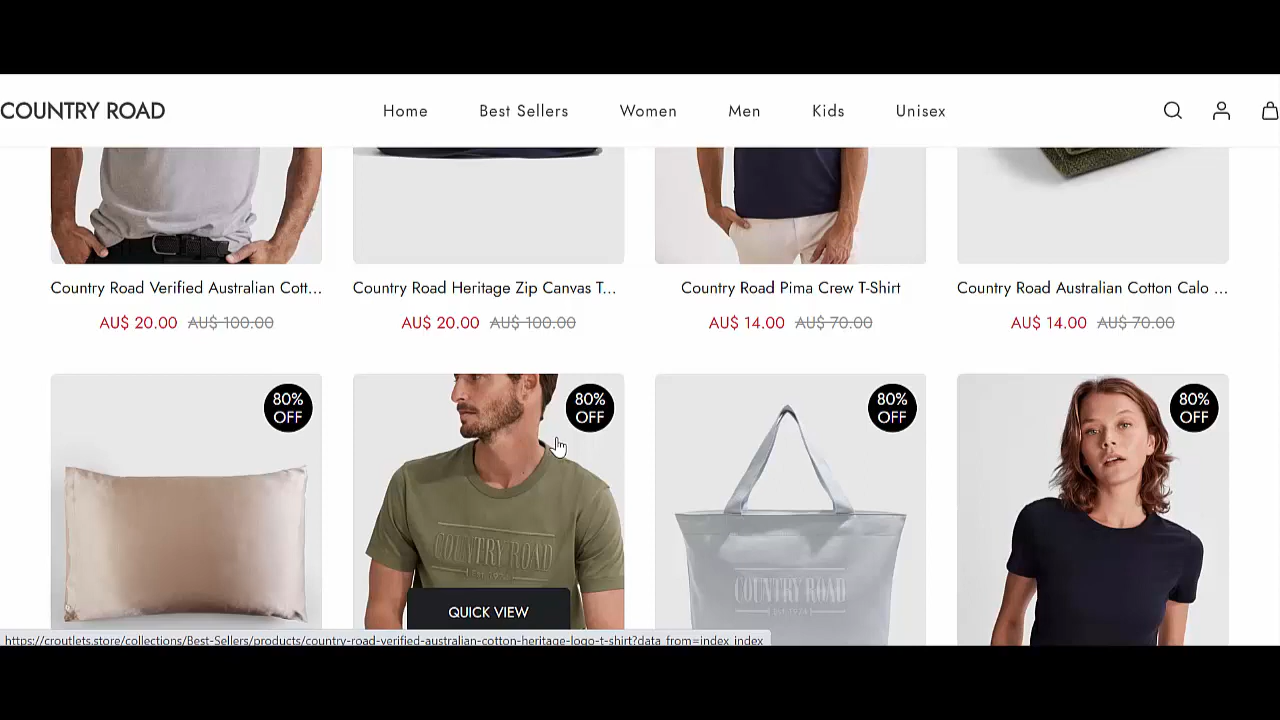 COUNTRY ROAD
Home Best Sellers Women Men Kids Unisex
Country Road Verified Australian Cott...
Country Road Heritage Zip Canvas T...
Country Road Pima Crew T-Shirt
Country Road Australian Cotton Calo ...
AU$ 20.00 AU$ 100.00
AU$ 20.00 AU$ 100.00
AU$ 14.00 AU$ 70.00
AU$ 14.00 AU$ 70.00
80%
OFF
80%
OFF
80%
OFF
80%
OFF
COUNTRY ROAD
Est. 1974
COUNTRY ROAD
Est. 1974
QUICK VIEW
https://croutlets.store/collections/Best-Sellers/products/country-road-verified-australian-cotton-heritage-logo-t-shirt?data_from=index_index